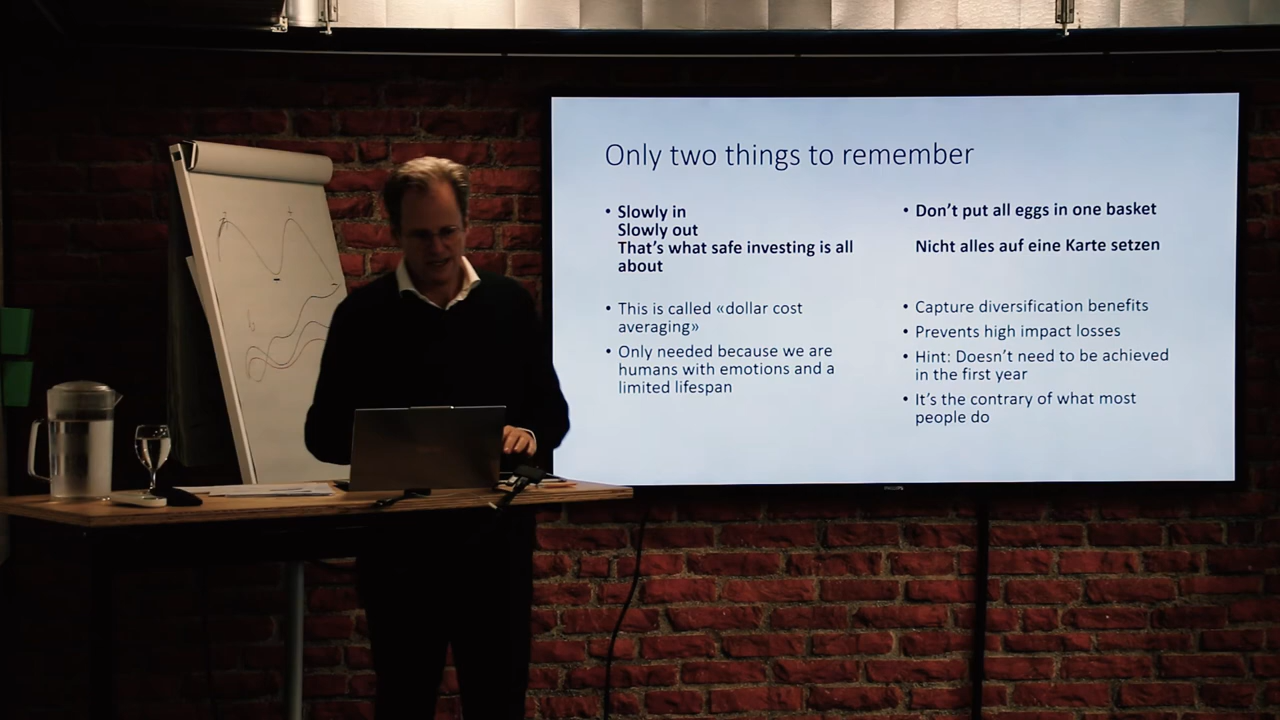 Only two things to remember
• Slowly in
Slowly out
That's what safe investing is all
about
• This is called «dollar cost
averaging»
• Only needed because we are
humans with emotions and a
limited lifespan
• Don't put all eggs in one basket
Nicht alles auf eine Karte setzen
• Capture diversification benefits
• Prevents high impact losses
• Hint: Doesn't need to be achieved
in the first year
• It's the contrary of what most
people do
PHILIPS